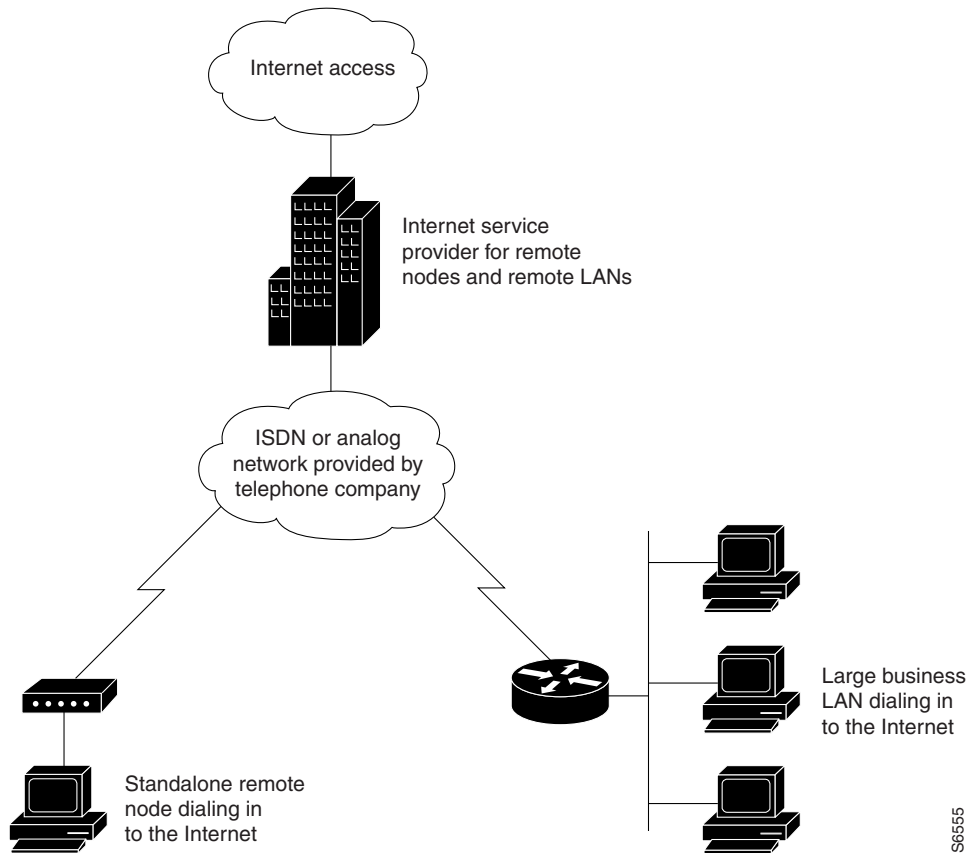 Internet access
Internet service
provider for remote
nodes and remote LANs
ISDN or analog
network provided by
telephone company
Large business
LAN dialing in
to the Internet
Standalone remote
node dialing in
to the Internet
S6555